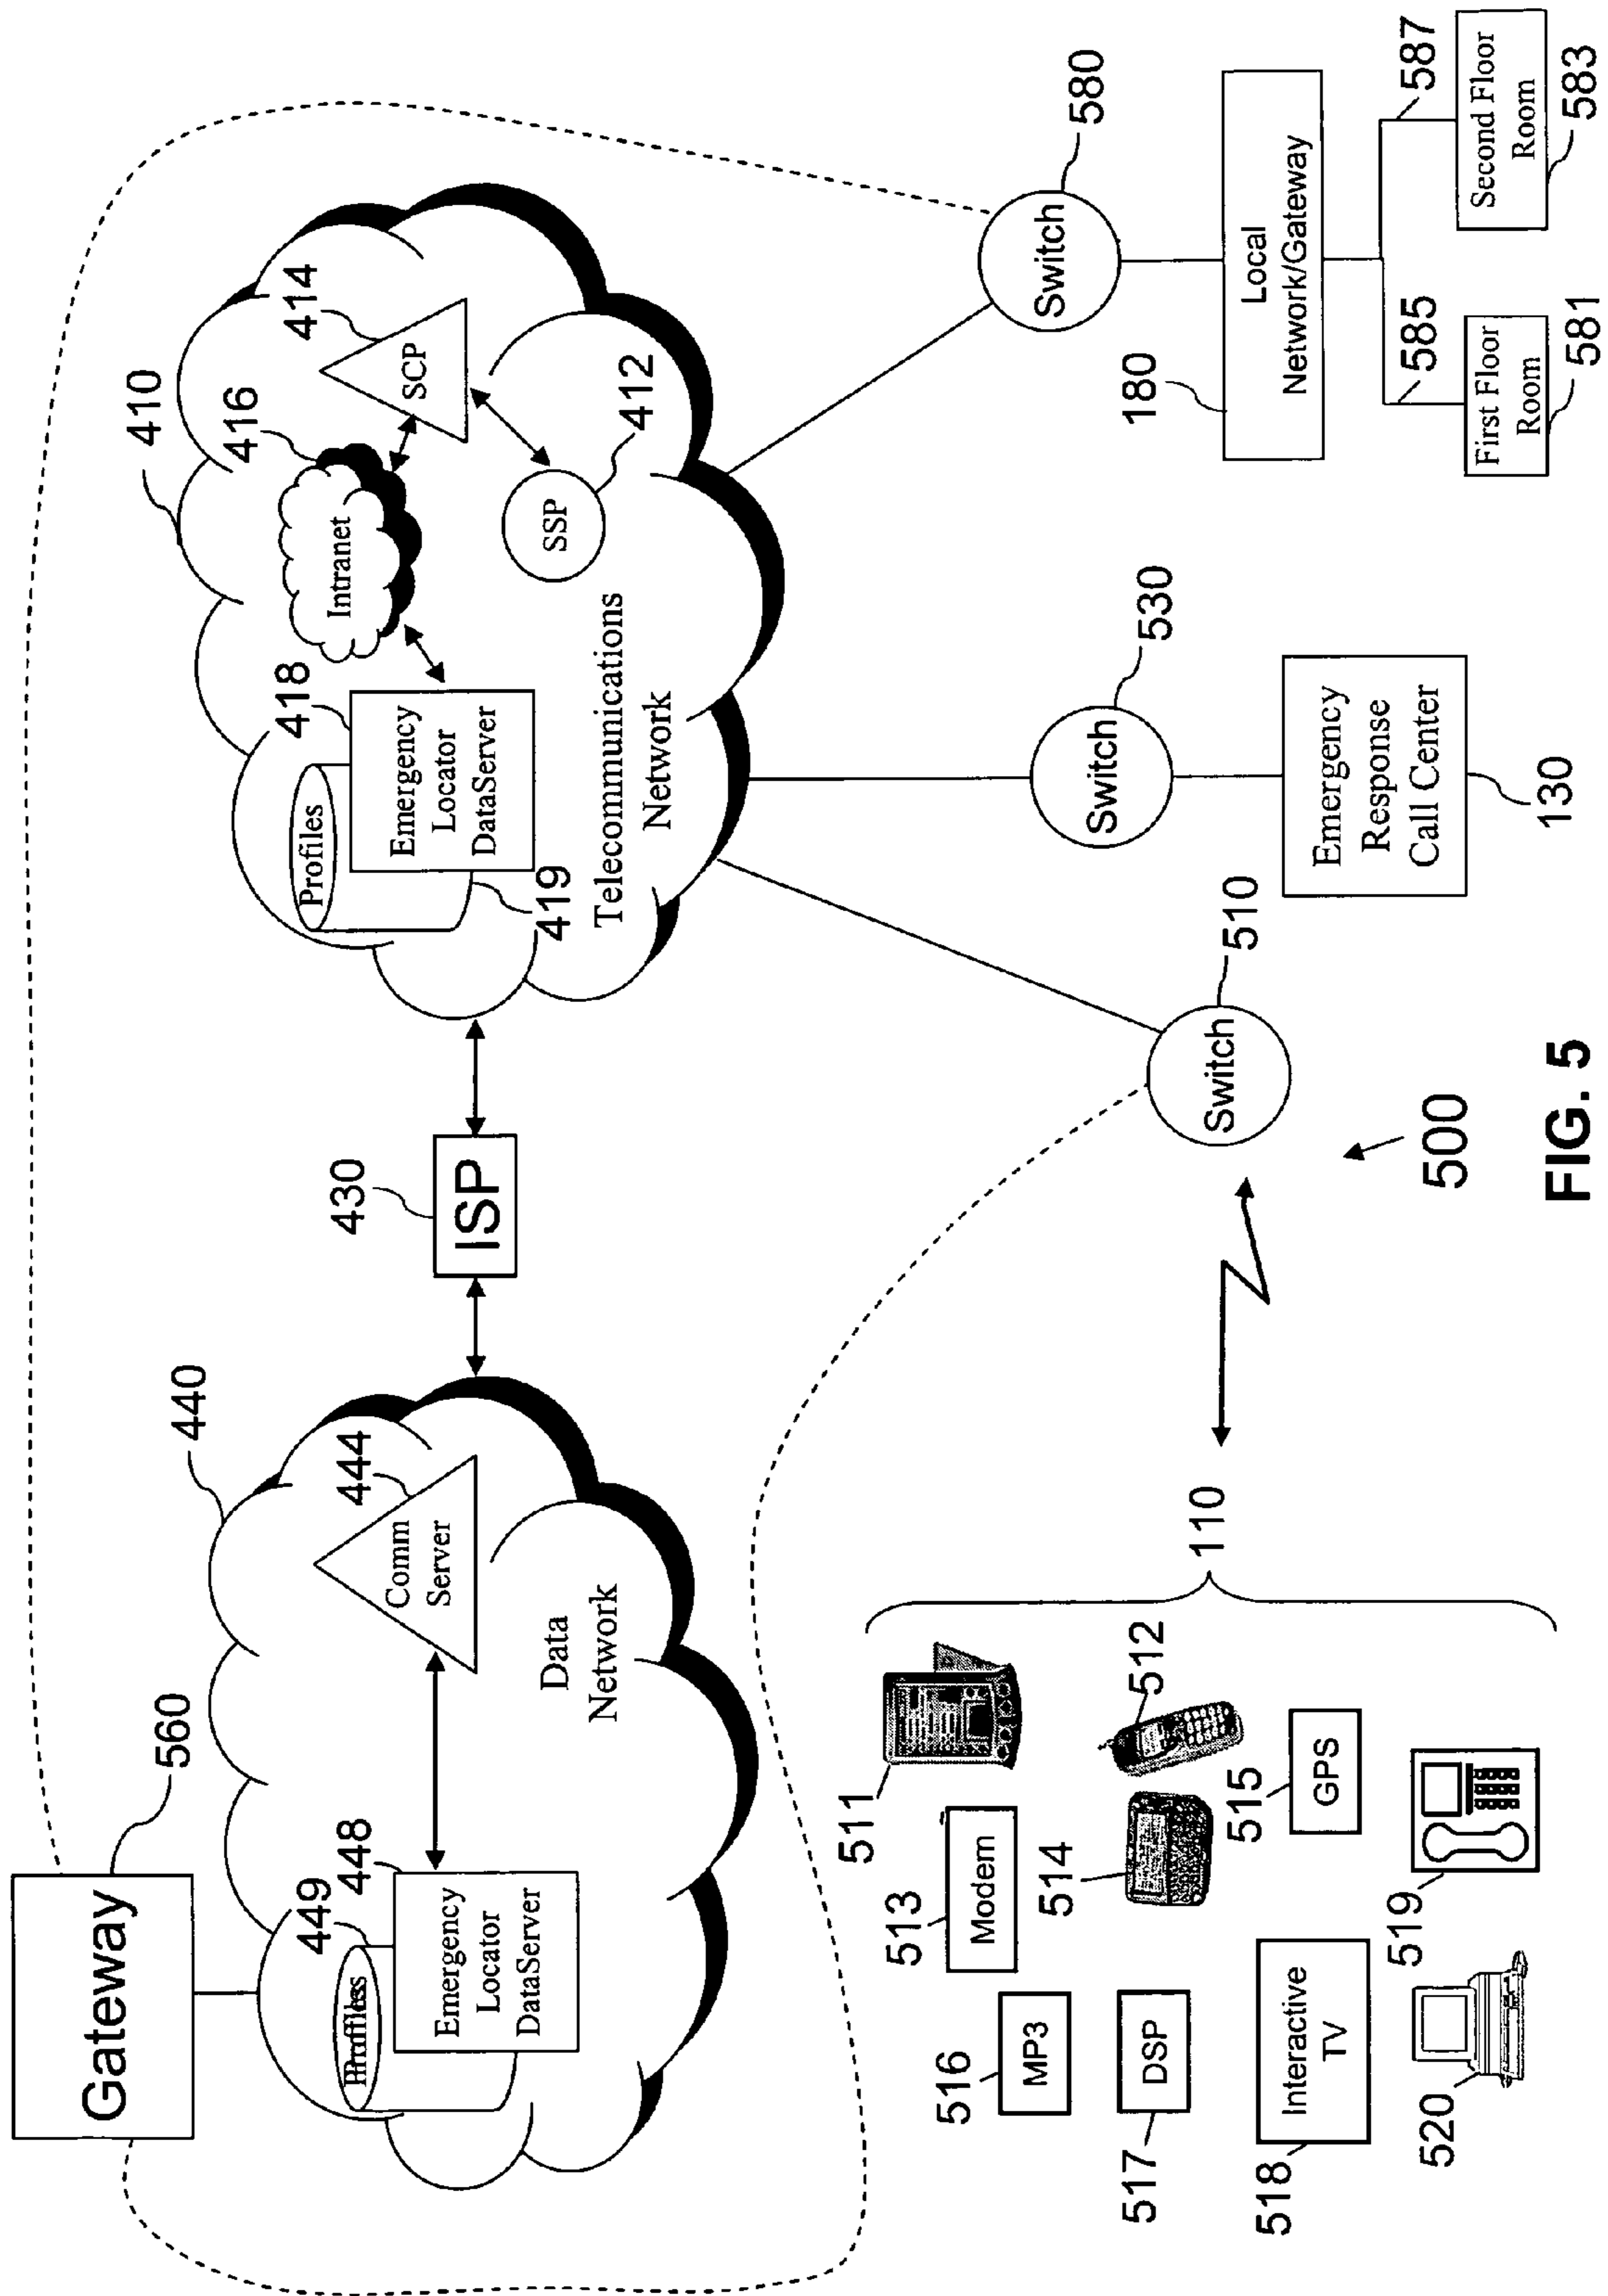 Gateway
560
440
449
448
Profiles
Emergency
Locator
DataServer
444
Comm
Server
Data
Network
430
ISP
410
416
414
418
Profiles
Emergency
Locator
DataServer
419
Intranet
SCP
SSP
412
Telecommunications
Network
Switch
510
Switch
530
Switch
580
Emergency
Response
Call Center
130
180
Local
Network/Gateway
585
587
First Floor
Room
581
Second Floor
Room
583
110
511
512
513
Modem
514
515
GPS
516
MP3
517
DSP
518
Interactive
TV
519
520
500
FIG. 5